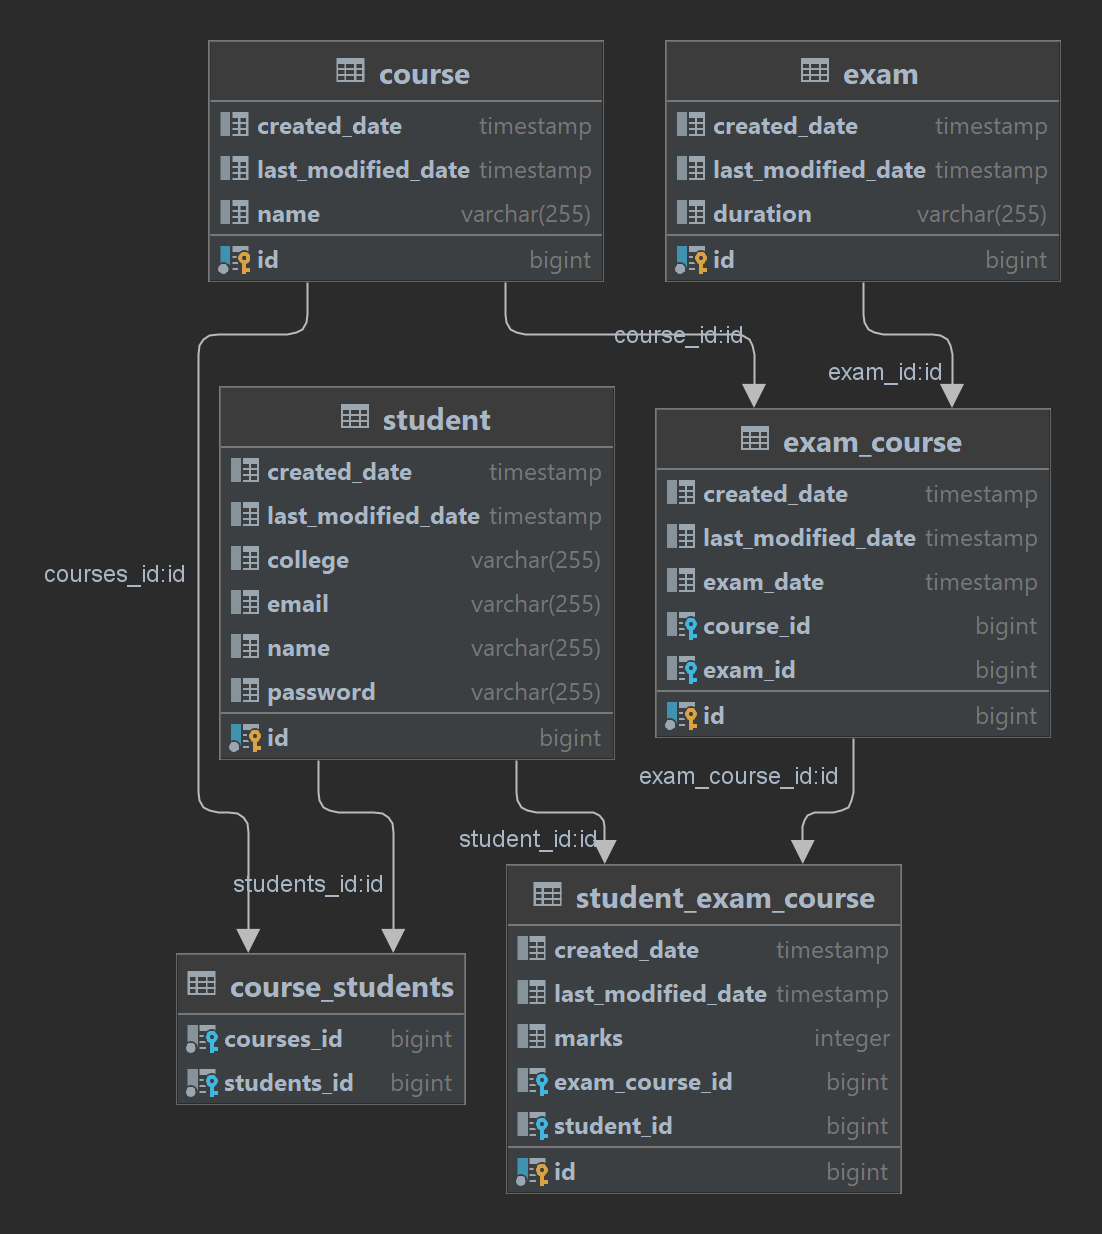 course
created_date timestamp
last_modified_date timestamp
name varchar(255)
id bigint
exam
created_date timestamp
last_modified_date timestamp
duration varchar(255)
id bigint
course_id:id
exam_id:id
student
created_date timestamp
last_modified_date timestamp
college varchar(255)
email varchar(255)
name varchar(255)
password varchar(255)
id bigint
exam_course
created_date timestamp
last_modified_date timestamp
exam_date timestamp
course_id bigint
exam_id bigint
id bigint
courses_id:id
exam_course_id:id
student_id:id
students_id:id
course_students
courses_id bigint
students_id bigint
student_exam_course
created_date timestamp
last_modified_date timestamp
marks integer
exam_course_id bigint
student_id bigint
id bigint